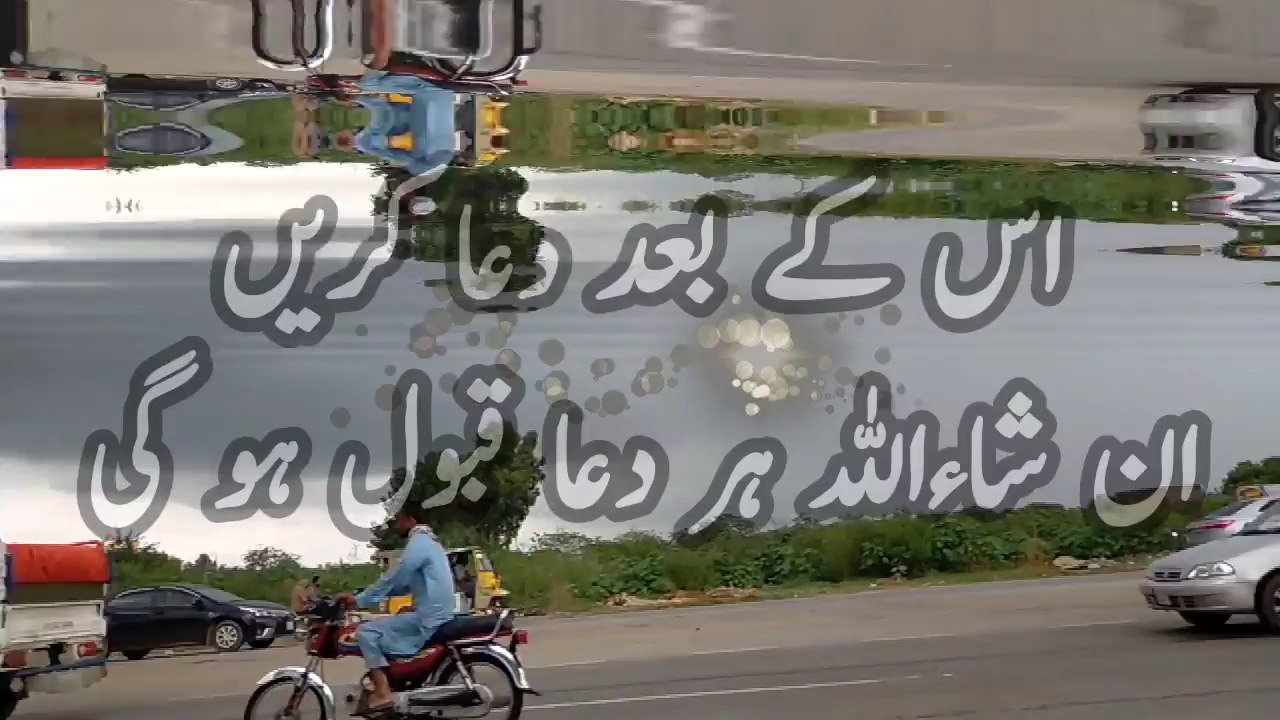 اس کے بعد دعا کریں
ان شاءاللہ ہر دعا قبول ہو گی